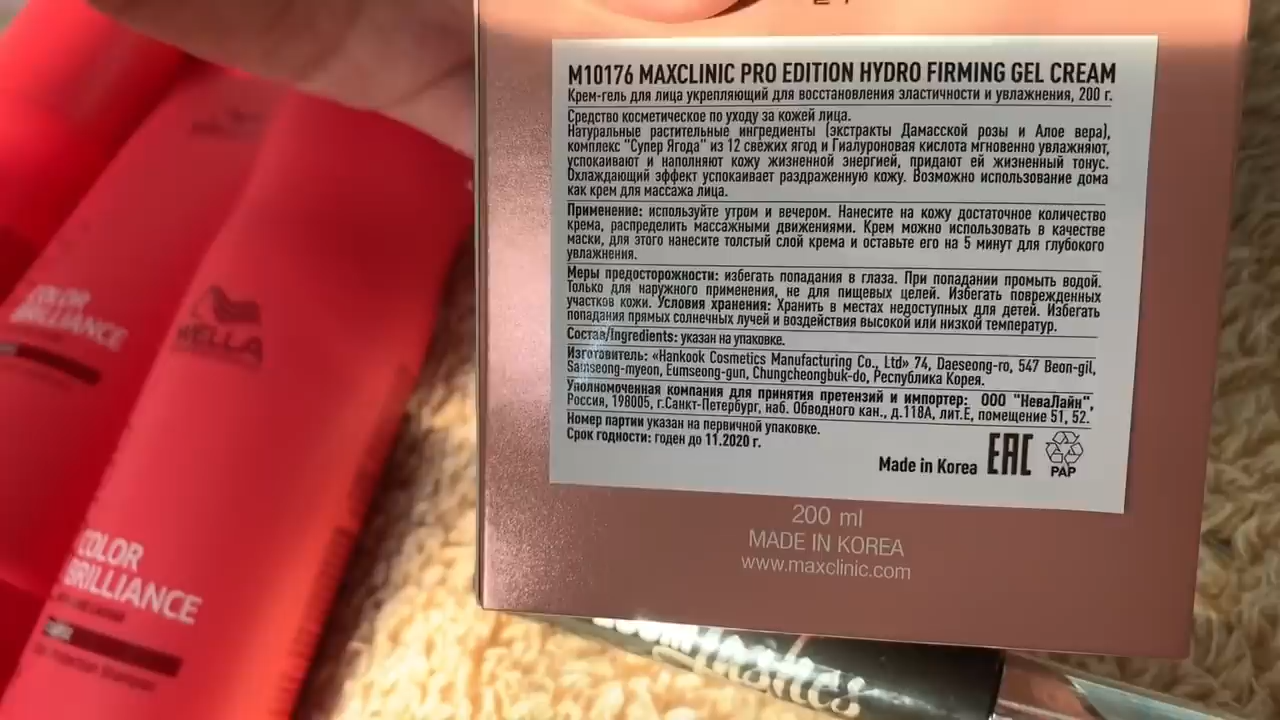 M10176 MAXCLINIC PRO EDITION HYDRO FIRMING GEL CREAM
Крем-гель для лица укрепляющий для восстановления эластичности и увлажнения, 200 г.
Средство косметическое по уходу за кожей лица.
Натуральные растительные ингредиенты (экстракты Дамасской розы и Алое вера),
комплекс "Супер Ягода" из 12 свежих ягод и Гиалуроновая кислота мгновенно увлажняют,
успокаивают и наполняют кожу жизненной энергией, придают ей жизненный тонус.
Охлаждающий эффект успокаивает раздраженную кожу. Возможно использование дома
как крем для массажа лица.
Применение: используйте утром и вечером. Нанесите на кожу достаточное количество
крема, распределить массажными движениями. Крем можно использовать в качестве
маски, для этого нанесите толстый слой крема и оставьте его на 5 минут для глубокого
увлажнения.
Меры предосторожности: избегать попадания в глаза. При попадании промыть водой.
Только для наружного применения, не для пищевых целей. Избегать поврежденных
участков кожи. Условия хранения: Хранить в местах недоступных для детей. Избегать
попадания прямых солнечных лучей и воздействия высокой или низкой температур.
Состав/Ingredients: указан на упаковке.
Изготовитель: «Hankook Cosmetics Manufacturing Co., Ltd» 74, Daeseong-ro, 547 Beon-gil,
Samseong-myeon, Eumseong-gun, Chungcheongbuk-do, Республика Корея.
Уполномоченная компания для принятия претензий и импортер: ООО "НеваЛайн",
Россия, 198005, г.Санкт-Петербург, наб. Обводного кан., д.118А, лит.Е, помещение 51, 52.
Номер партии указан на первичной упаковке.
Срок годности: годен до 11.2020 г.
Made in Korea EAC
PAP
200 ml
MADE IN KOREA
www.maxclinic.com
WELLA
COLOR
BRILLIANCE
COLOR
BRILLIANCE